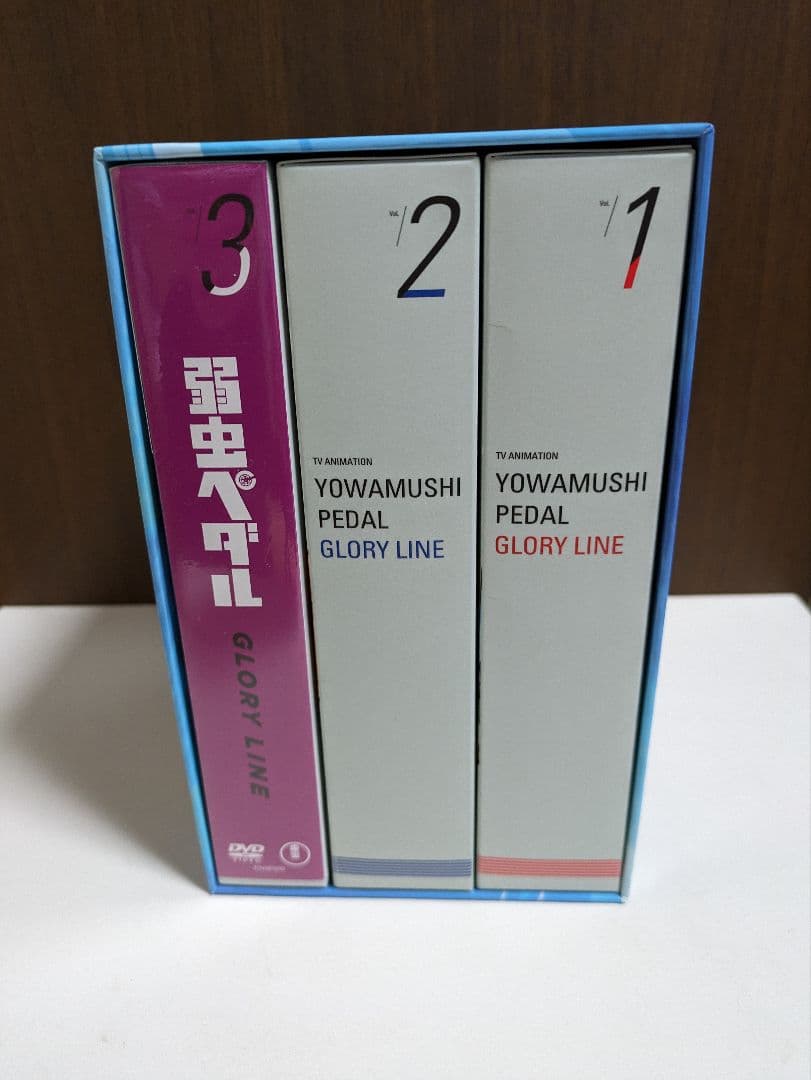 /3
弱虫ペダル
GLORY LINE
DVD
VIDEO
Vol.
/2
TV ANIMATION
YOWAMUSHI
PEDAL
GLORY LINE
Vol.
/1
TV ANIMATION
YOWAMUSHI
PEDAL
GLORY LINE